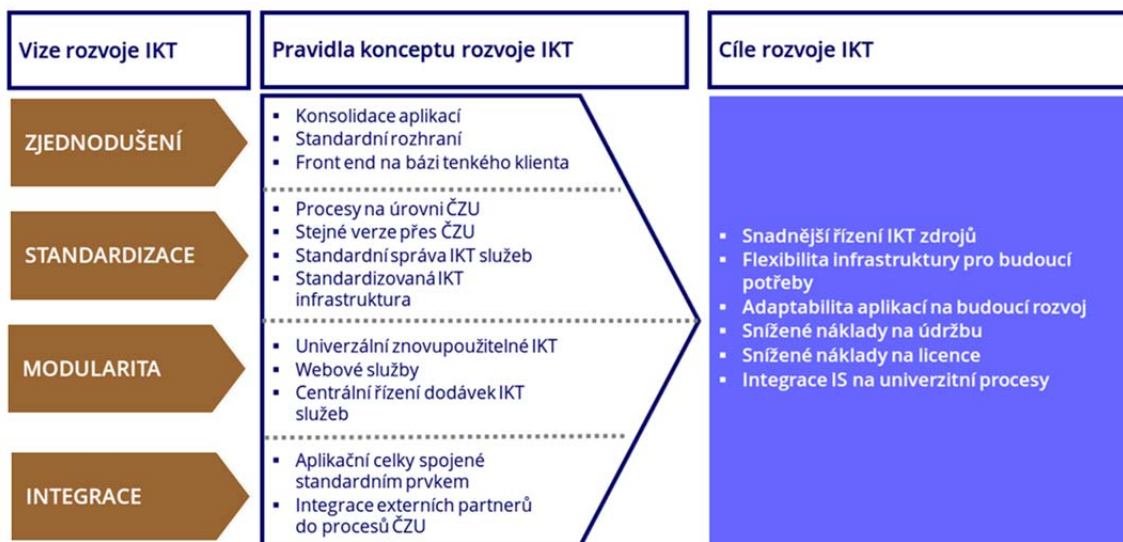 Vize rozvoje IKT
Pravidla konceptu rozvoje IKT
Cíle rozvoje IKT
ZJEDNODUŠENÍ
▪ Konsolidace aplikací
▪ Standardní rozhraní
▪ Front end na bázi tenkého klienta
STANDARDIZACE
▪ Procesy na úrovni ČZU
▪ Stejné verze přes ČZU
▪ Standardní správa IKT služeb
▪ Standardizovaná IKT
infrastruktura
MODULARITA
▪ Univerzální znovupoužitelné IKT
▪ Webové služby
▪ Centrální řízení dodávek IKT
služeb
INTEGRACE
▪ Aplikační celky spojené
standardním prvkem
▪ Integrace externích partnerů
do procesů ČZU
▪ Snadnější řízení IKT zdrojů
▪ Flexibilita infrastruktury pro budoucí
potřeby
▪ Adaptabilita aplikací na budoucí rozvoj
▪ Snížené náklady na údržbu
▪ Snížené náklady na licence
▪ Integrace IS na univerzitní procesy